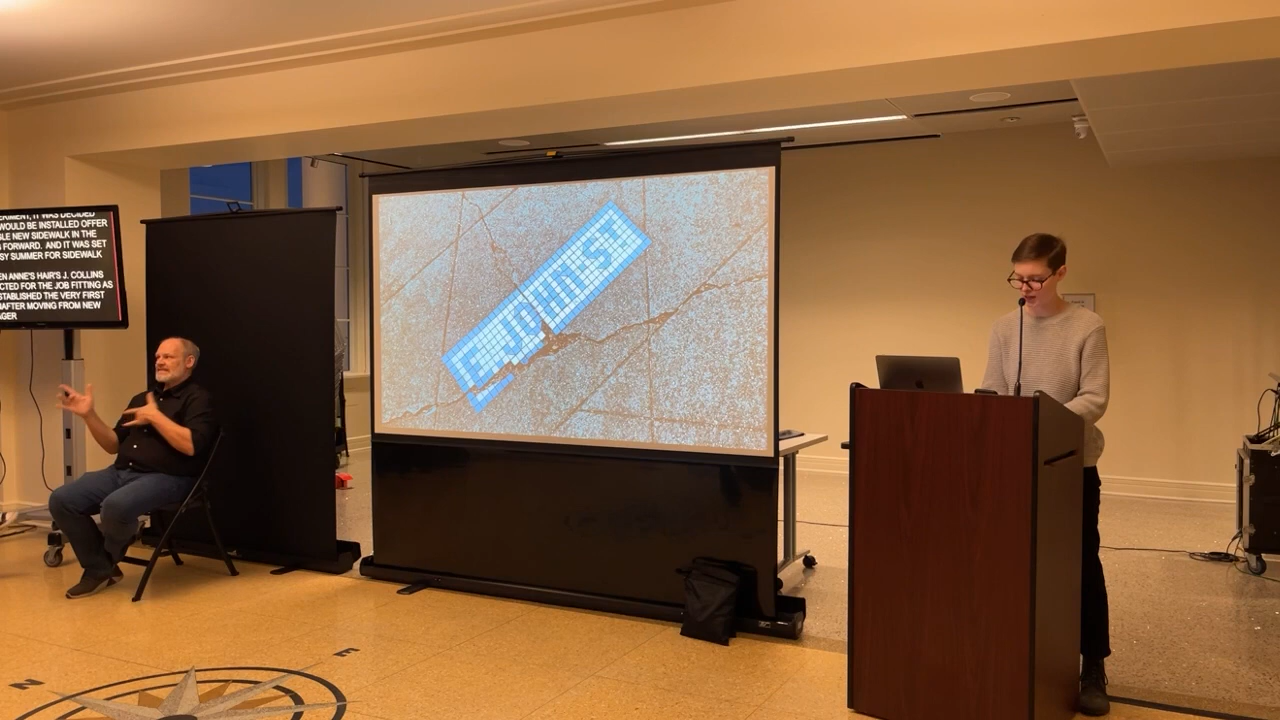 ERIMENT, IT WAS DECIDED
WOULD BE INSTALLED OFFER
LE NEW SIDEWALK IN THE
FORWARD. AND IT WAS SET
SY SUMMER FOR SIDEWALK
EN ANNE'S HAIR'S J. COLLINS
CTED FOR THE JOB FITTING AS
STABLISHED THE VERY FIRST
AFTER MOVING FROM NEW
AGER
N
E